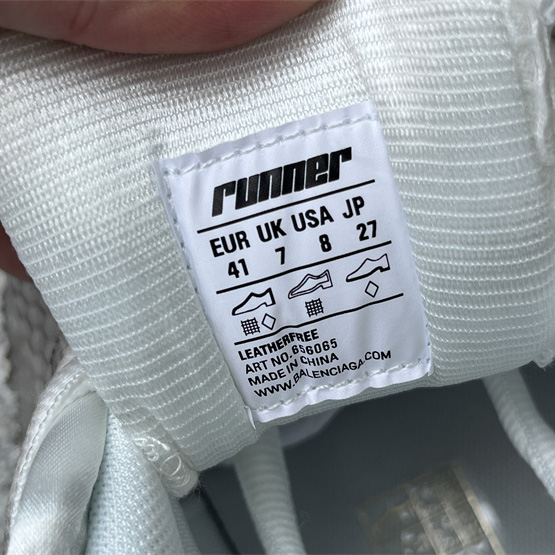 runner
EUR UK USA JP
41 7 8 27
LEATHERFREE
ART NO.656065
MADE IN CHINA
WWW.BALENCIAGA.COM